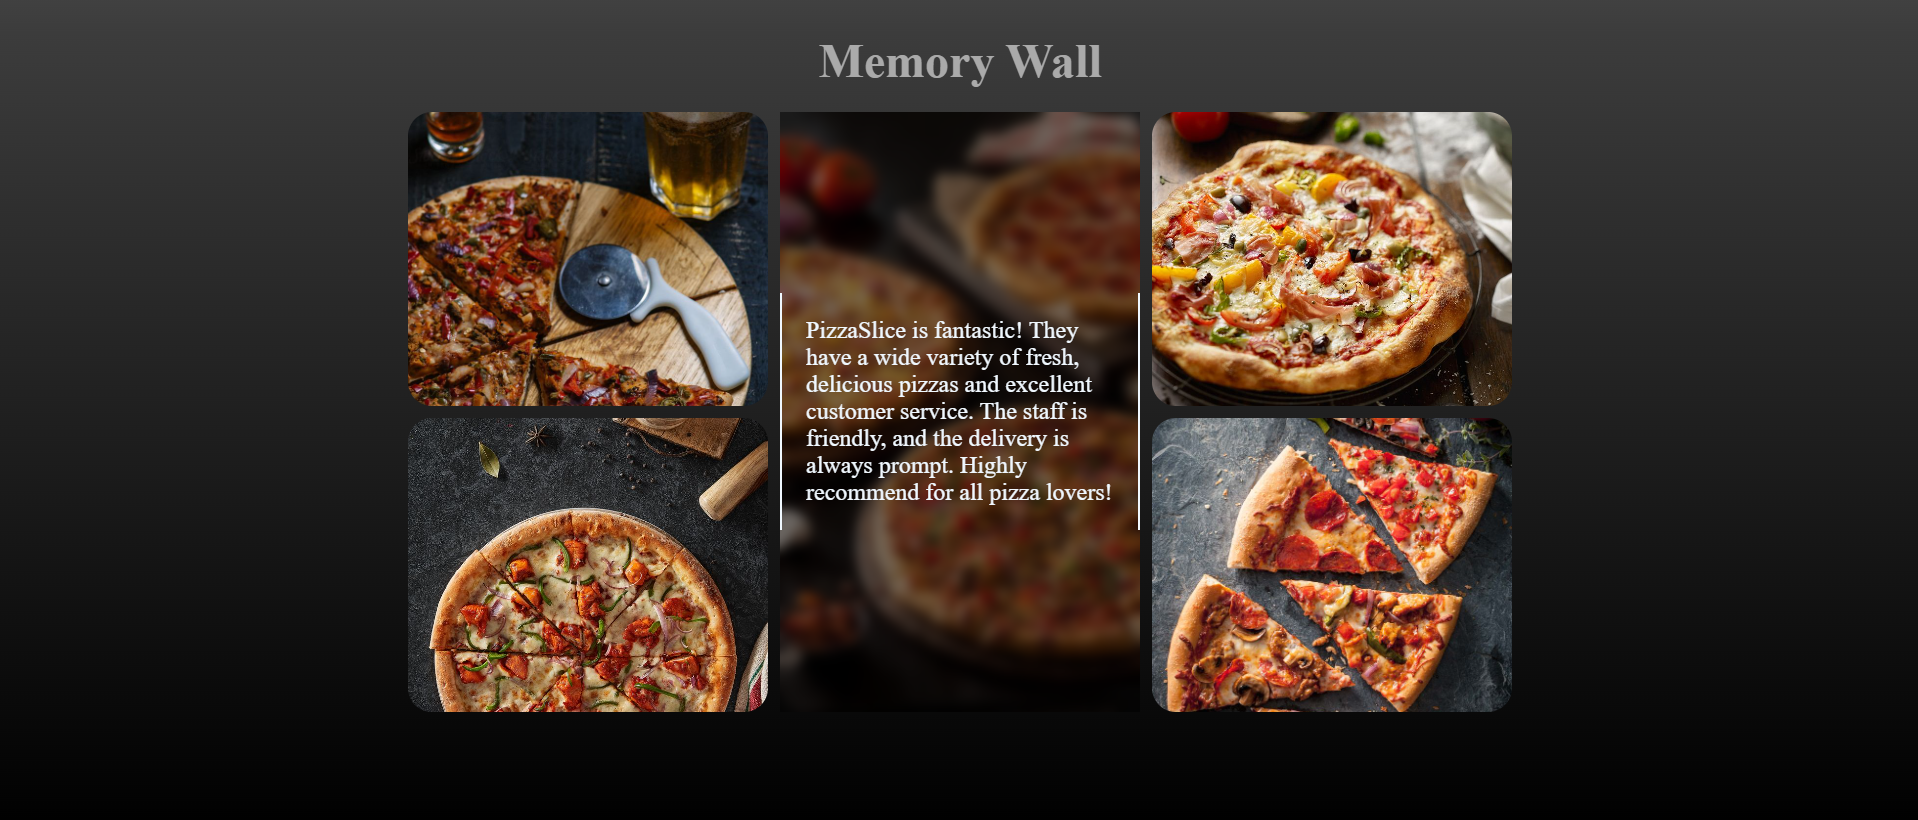 Memory Wall
PizzaSlice is fantastic! They
have a wide variety of fresh,
delicious pizzas and excellent
customer service. The staff is
friendly, and the delivery is
always prompt. Highly
recommend for all pizza lovers!